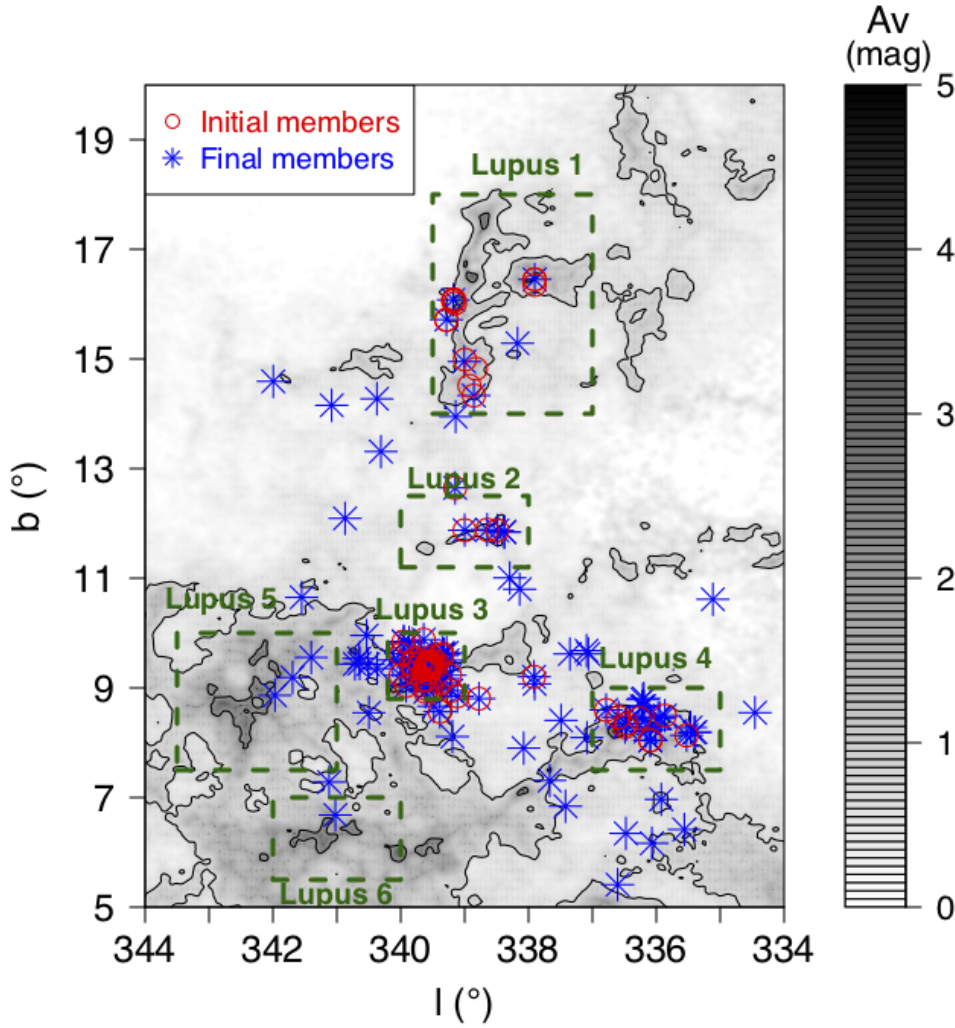 Av
(mag)
Initial members
Final members
Lupus 1
Lupus 2
Lupus 5
Lupus 3
Lupus 4
Lupus 6
19
17
15
13
11
9
7
5
b (°)
344
342
340
338
336
334
l (°)
5
4
3
2
1
0